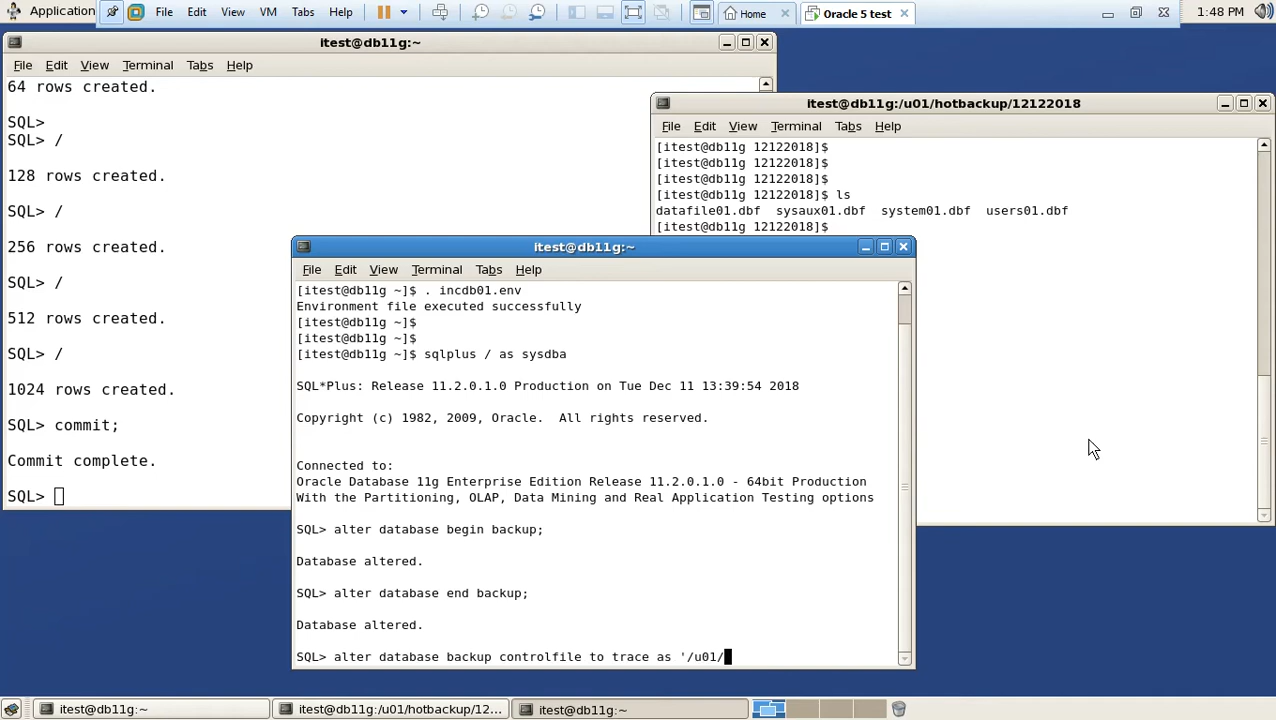 Application File Edit View VM Tabs Help Home Oracle 5 test 1:48 PM
itest@db11g:~
File Edit View Terminal Tabs Help
64 rows created.
SQL>
SQL> /
128 rows created.
SQL> /
256 rows created.
SQL> /
512 rows created.
SQL> /
1024 rows created.
SQL> commit;
Commit complete.
SQL>
itest@db11g:/u01/hotbackup/12122018
File Edit View Terminal Tabs Help
[itest@db11g 12122018]$
[itest@db11g 12122018]$
[itest@db11g 12122018]$
[itest@db11g 12122018]$ ls
datafile01.dbf sysaux01.dbf system01.dbf users01.dbf
[itest@db11g 12122018]$
itest@db11g:~
File Edit View Terminal Tabs Help
[itest@db11g ~]$ . incdb01.env
Environment file executed successfully
[itest@db11g ~]$
[itest@db11g ~]$
[itest@db11g ~]$ sqlplus / as sysdba
SQL*Plus: Release 11.2.0.1.0 Production on Tue Dec 11 13:39:54 2018
Copyright (c) 1982, 2009, Oracle. All rights reserved.
Connected to:
Oracle Database 11g Enterprise Edition Release 11.2.0.1.0 - 64bit Production
With the Partitioning, OLAP, Data Mining and Real Application Testing options
SQL> alter database begin backup;
Database altered.
SQL> alter database end backup;
Database altered.
SQL> alter database backup controlfile to trace as '/u01/
itest@db11g:~ itest@db11g:/u01/hotbackup/12... itest@db11g:~